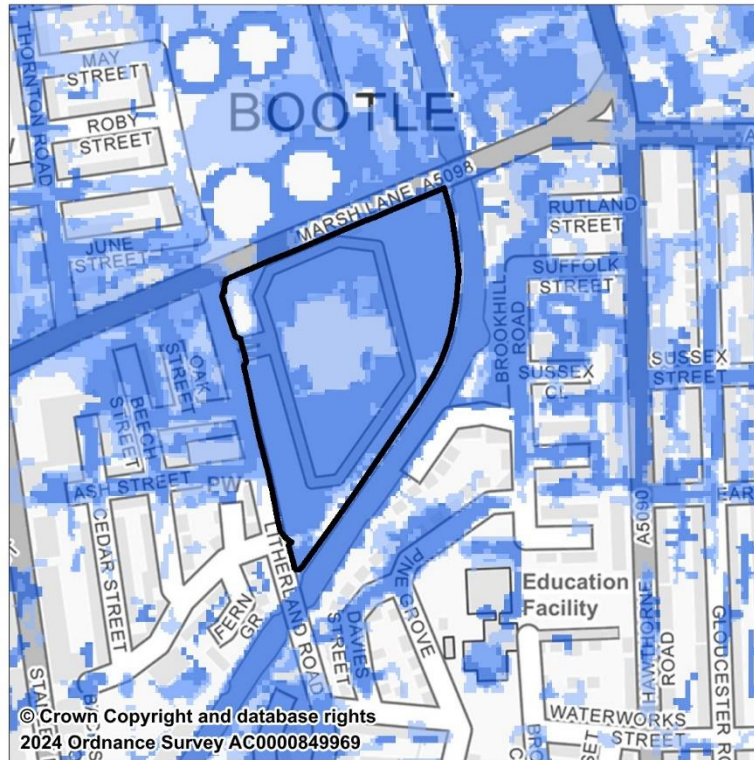 THORNTON ROAD
MAY
STREET
ROBY
STREET
JUNE
STREET
BOOTLE
MARSH LANE A5098
RUTLAND
STREET
SUFFOLK
STREET
BROOKHILL
ROAD
SUSSEX
STREET
SUSSEX
CL
OAK
STREET
BEECH
STREET
ASH STREET
PW
CEDAR STREET
FERN
GR
LITHERLAND ROAD
DAVIES
STREET
PINE GROVE
Education
Facility
A5090
HAWTHORNE
ROAD
GLOUCESTER
WATERWORKS
STREET
© Crown Copyright and database rights
2024 Ordnance Survey AC0000849969